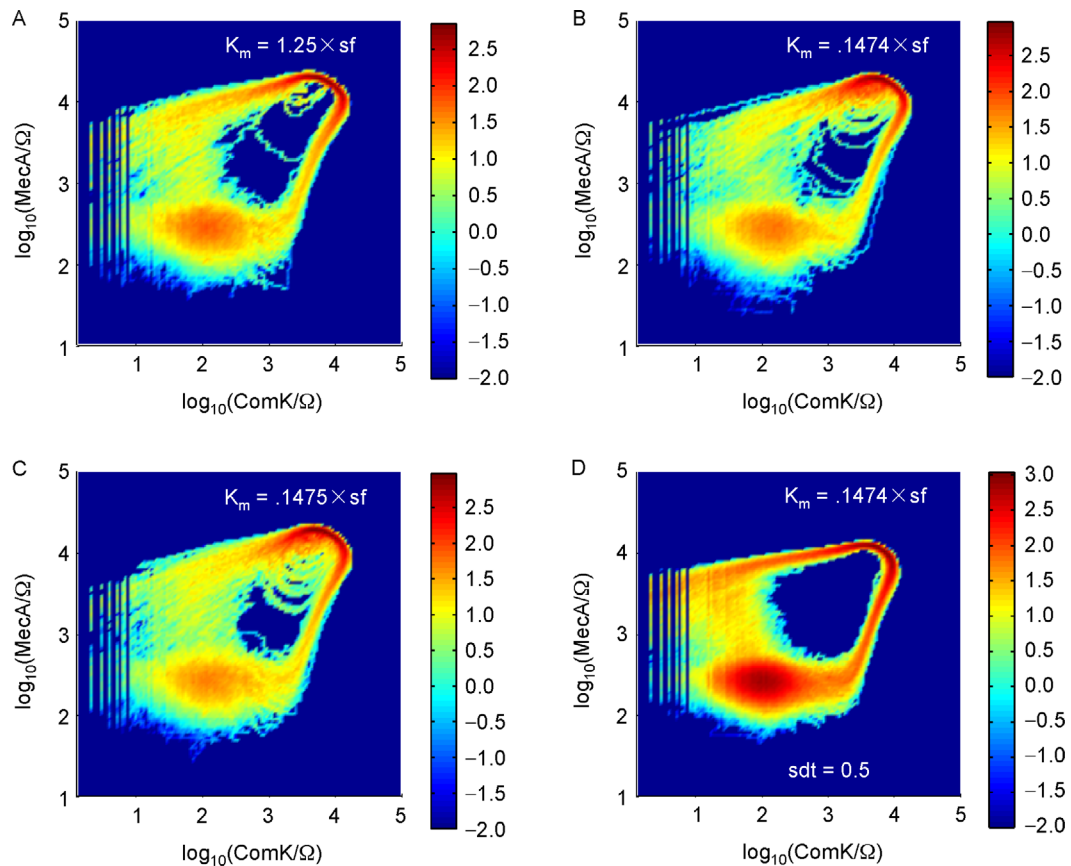 A
K_m = 1.25 × sf
5
4
3
2
1
log₁₀(MecA/Ω)
1 2 3 4 5
log₁₀(ComK/Ω)
2.5
2.0
1.5
1.0
0.5
0.0
−0.5
−1.0
−1.5
−2.0
B
K_m = .1474 × sf
5
4
3
2
1
log₁₀(MecA/Ω)
1 2 3 4 5
log₁₀(ComK/Ω)
2.5
2.0
1.5
1.0
0.5
0.0
−0.5
−1.0
−1.5
−2.0
C
K_m = .1475 × sf
5
4
3
2
1
log₁₀(MecA/Ω)
1 2 3 4 5
log₁₀(ComK/Ω)
2.5
2.0
1.5
1.0
0.5
0.0
−0.5
−1.0
−1.5
−2.0
D
K_m = .1474 × sf
sdt = 0.5
5
4
3
2
1
log₁₀(MecA/Ω)
1 2 3 4 5
log₁₀(ComK/Ω)
3.0
2.5
2.0
1.5
1.0
0.5
0.0
−0.5
−1.0
−1.5
−2.0